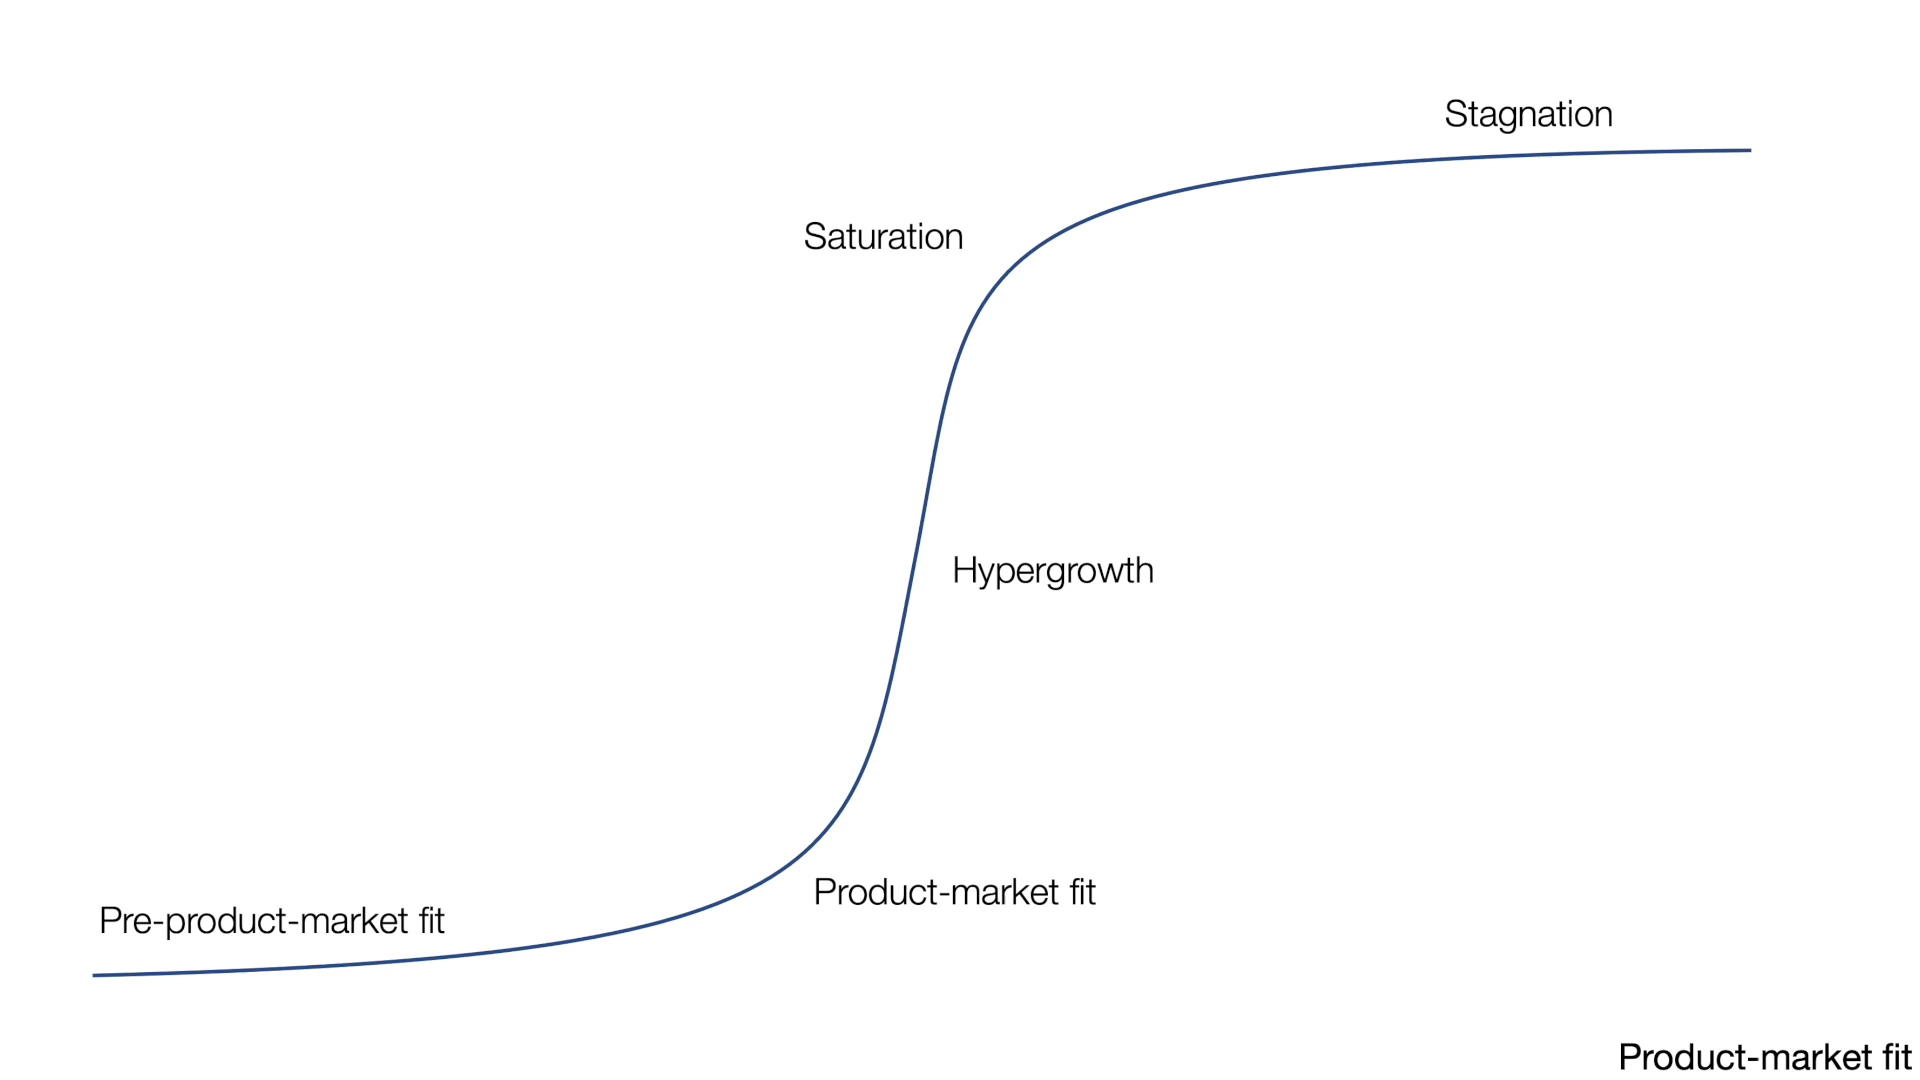 Stagnation
Saturation
Hypergrowth
Product-market fit
Pre-product-market fit
Product-market fit